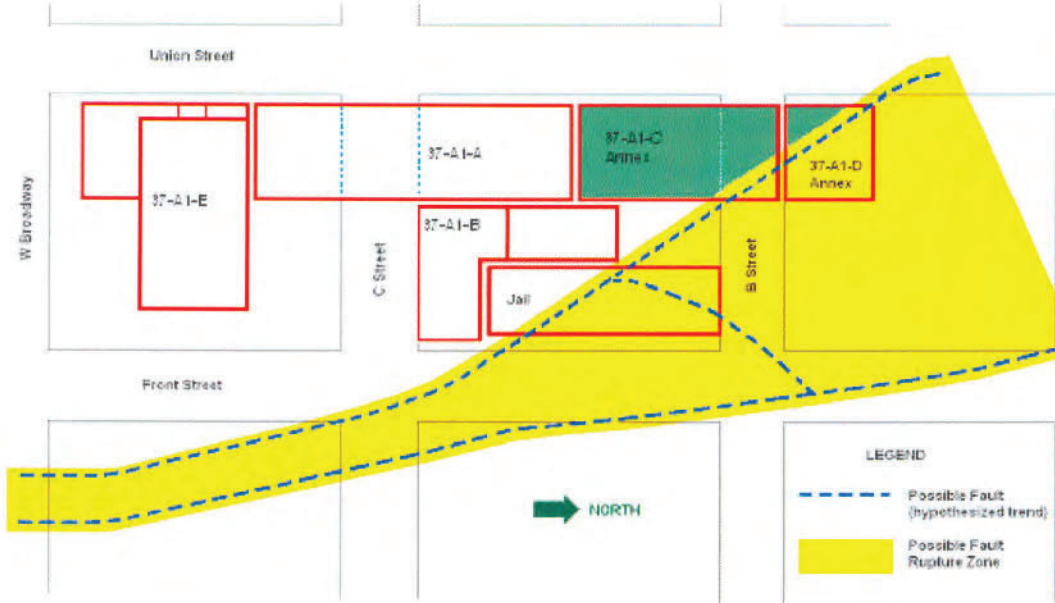 Union Street
37-A1-C
Annex
37-A1-A
37-A1-D
Annex
37-A1-E
37-A1-B
W Broadway
C Street
B Street
Jail
Front Street
LEGEND
Possible Fault
(hypothesized trend)
NORTH
Possible Fault
Rupture Zone